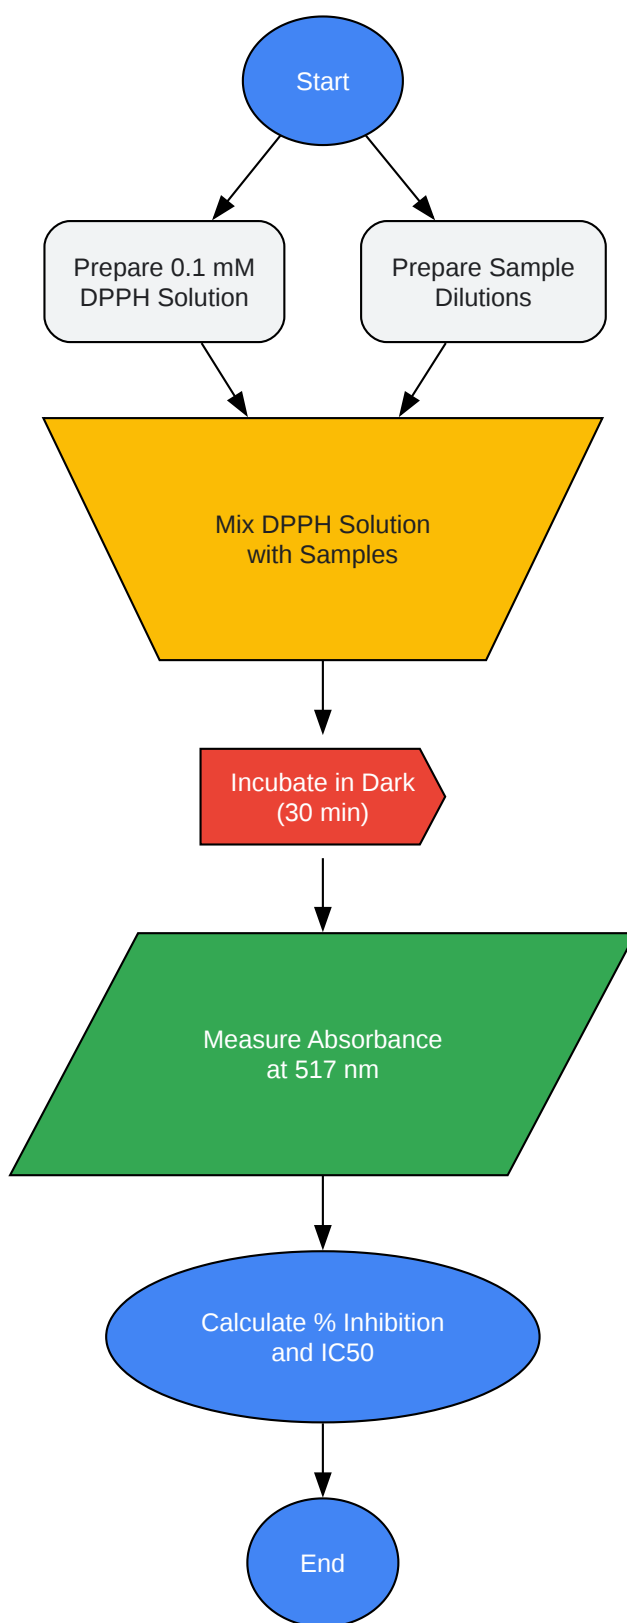 Start
Prepare 0.1 mM
DPPH Solution
Prepare Sample
Dilutions
Mix DPPH Solution
with Samples
Incubate in Dark
(30 min)
Measure Absorbance
at 517 nm
Calculate % Inhibition
and IC50
End